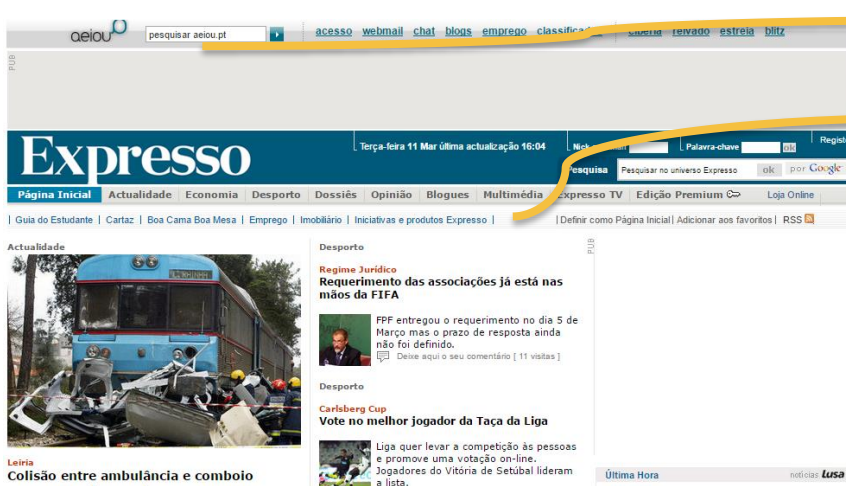 aeiou
pesquisar aeiou.pt
acesso webmail chat blogs emprego
estrela blitz
PUB
Expresso
Terça-feira 11 Mar última actualização 16:04
Palavra-chave ok
Pesquisa Pesquisar no universo Expresso ok por Google
Página Inicial Actualidade Economia Desporto Dossiês Opinião Blogues Multimédia Expresso TV Edição Premium Loja Online
| Guia do Estudante | Cartaz | Boa Cama Boa Mesa | Emprego | Imobiliário | Iniciativas e produtos Expresso |
| Definir como Página Inicial | Adicionar aos favoritos | RSS
Actualidade
Leiria
Colisão entre ambulância e comboio
Desporto
Regime Jurídico
Requerimento das associações já está nas
mãos da FIFA
FPF entregou o requerimento no dia 5 de
Março mas o prazo de resposta ainda
não foi definido.
Deixe aqui o seu comentário [ 11 visitas ]
Desporto
Carlsberg Cup
Vote no melhor jogador da Taça da Liga
Liga quer levar a competição às pessoas
e promove uma votação on-line.
Jogadores do Vitória de Setúbal lideram
a lista.
PUB
Última Hora
notícias Lusa